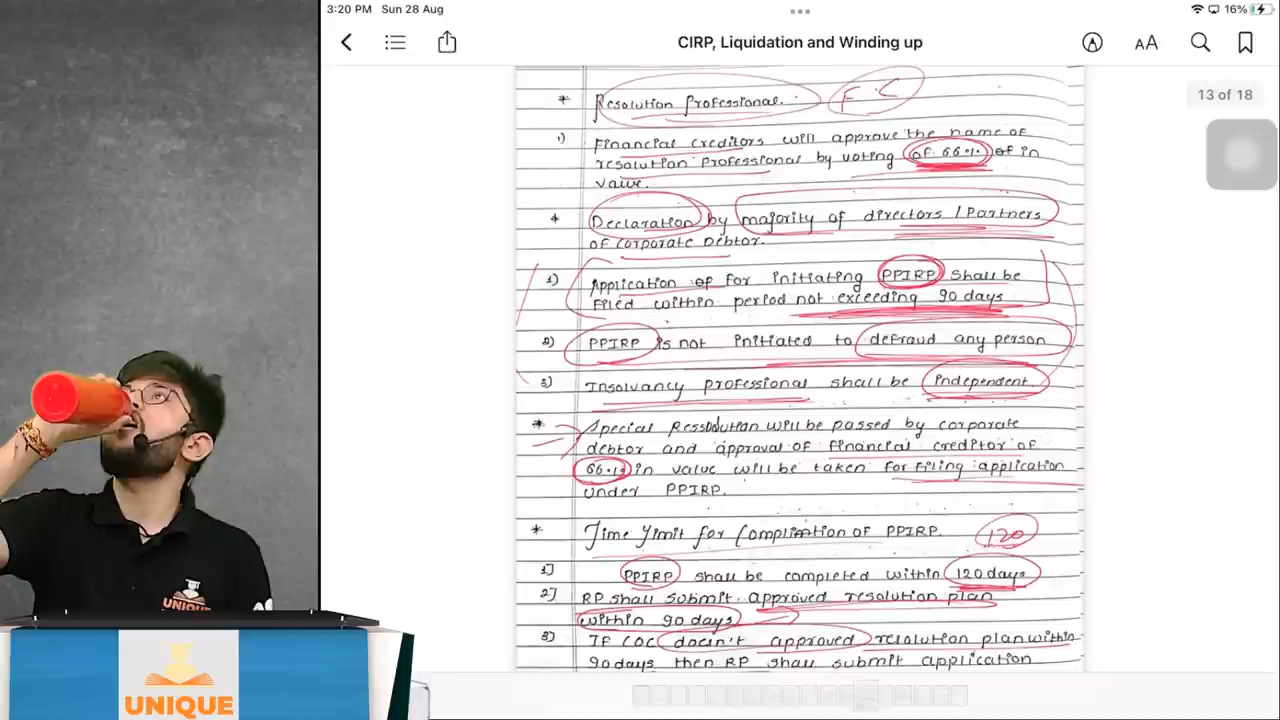 3:20 PM Sun 28 Aug
16%
CIRP, Liquidation and Winding up
AA
13 of 18
* Resolution Professional. F.C
1) Financial creditors will approve the name of
resolution professional by voting of 66%. of in
value.
* Declaration by majority of directors / Partners
of corporate Debtor.
1) Application of for initiating PPIRP shall be
filed within period not exceeding 90 days
2) PPIRP is not initiated to defraud any person
3) Insolvancy professional shall be independent.
* Special Ressolution will be passed by corporate
debtor and approval of financial creditor of
66% in value will be taken for filing application
under PPIRP.
* Time limit for Complimtion of PPIRP. 120
1] PPIRP shall be completed within 120 days
2] RP shall submit approved resolution plan
within 90 days
3) IF COC doesn't approved resolution plan within
90 days then RP shall submit application
UNIQUE
UNIQUE